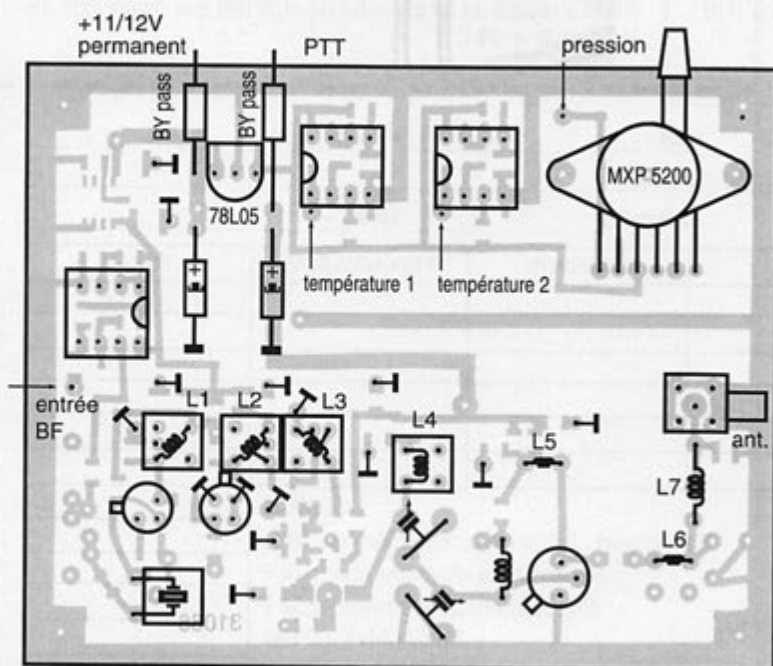 +11/12V
permanent
PTT
pression
BY pass
BY pass
MXP 5200
78L05
+
+
température 1
température 2
entrée
BF
L1
L2
L3
L4
L5
ant.
L7
L6